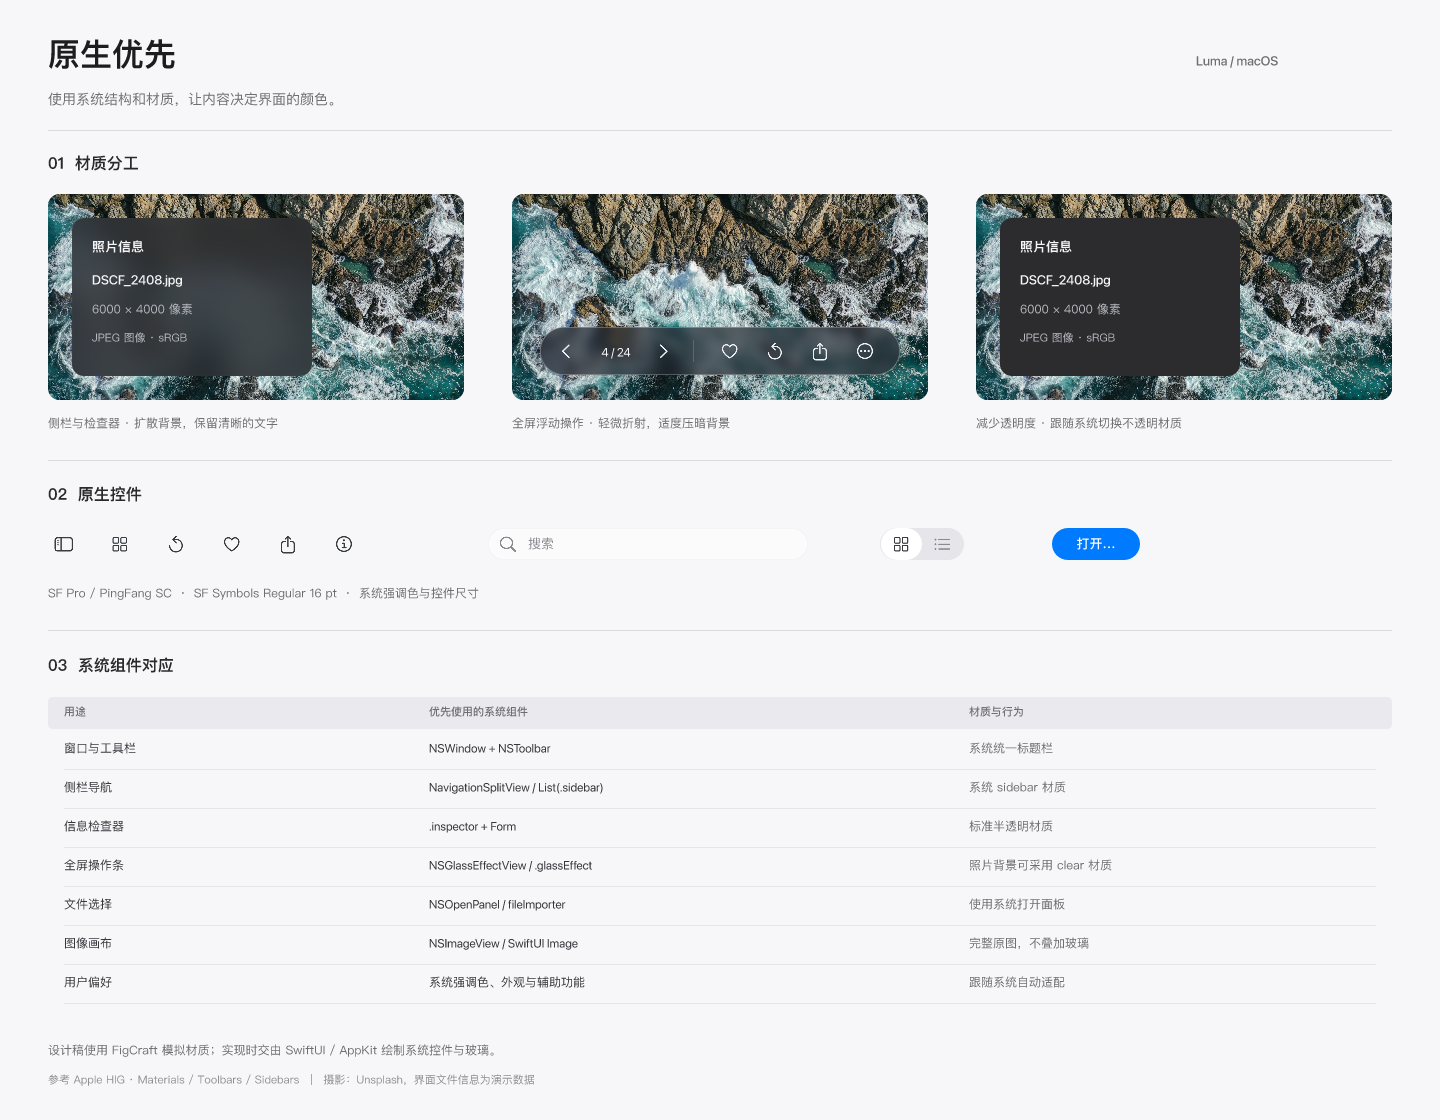 原生优先
Luma / macOS
使用系统结构和材质，让内容决定界面的颜色。
01 材质分工
照片信息
DSCF_2408.jpg
6000 × 4000 像素
JPEG 图像 · sRGB
4 / 24
照片信息
DSCF_2408.jpg
6000 × 4000 像素
JPEG 图像 · sRGB
侧栏与检查器 · 扩散背景，保留清晰的文字
全屏浮动操作 · 轻微折射，适度压暗背景
减少透明度 · 跟随系统切换不透明材质
02 原生控件
搜索
打开...
SF Pro / PingFang SC · SF Symbols Regular 16 pt · 系统强调色与控件尺寸
03 系统组件对应
用途 优先使用的系统组件 材质与行为
窗口与工具栏 NSWindow + NSToolbar 系统统一标题栏
侧栏导航 NavigationSplitView / List(.sidebar) 系统 sidebar 材质
信息检查器 .inspector + Form 标准半透明材质
全屏操作条 NSGlassEffectView / .glassEffect 照片背景可采用 clear 材质
文件选择 NSOpenPanel / fileImporter 使用系统打开面板
图像画布 NSImageView / SwiftUI Image 完整原图，不叠加玻璃
用户偏好 系统强调色、外观与辅助功能 跟随系统自动适配
设计稿使用 FigCraft 模拟材质；实现时交由 SwiftUI / AppKit 绘制系统控件与玻璃。
参考 Apple HIG · Materials / Toolbars / Sidebars ｜ 摄影：Unsplash，界面文件信息为演示数据